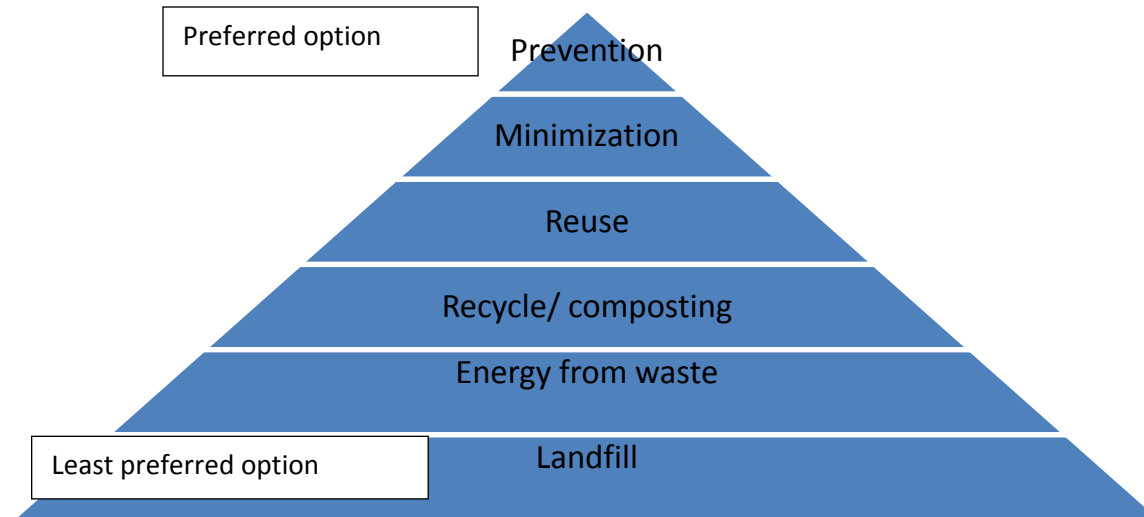 Preferred option
Prevention
Minimization
Reuse
Recycle/ composting
Energy from waste
Least preferred option
Landfill